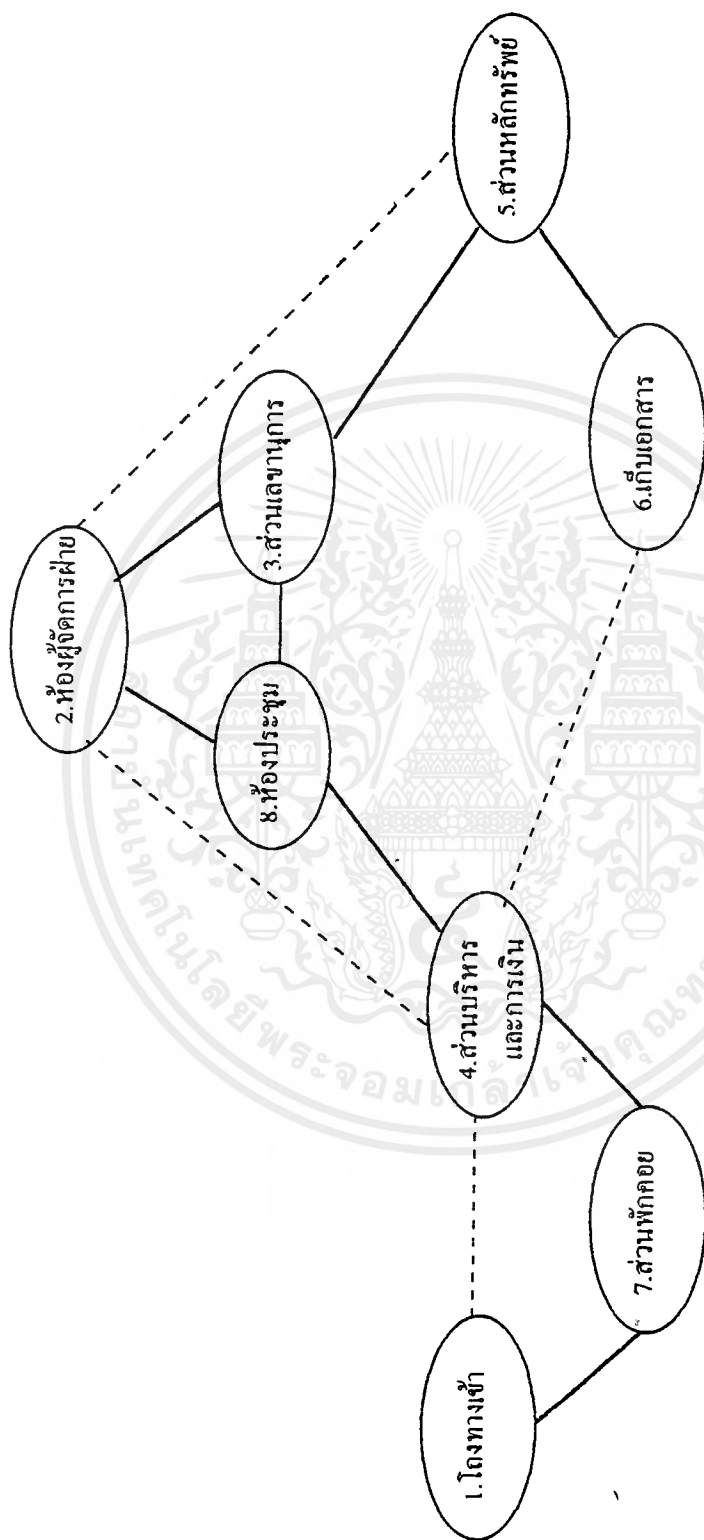 2.ห้องผู้จัดการฝ่าย
8.ห้องประชุม
3.ส่วนเลขานุการ
1.โถงทางเข้า
4.ส่วนบริหาร
และการเงิน
5.ส่วนหลักทรัพย์
7.ส่วนพักคอย
6.เก็บเอกสาร